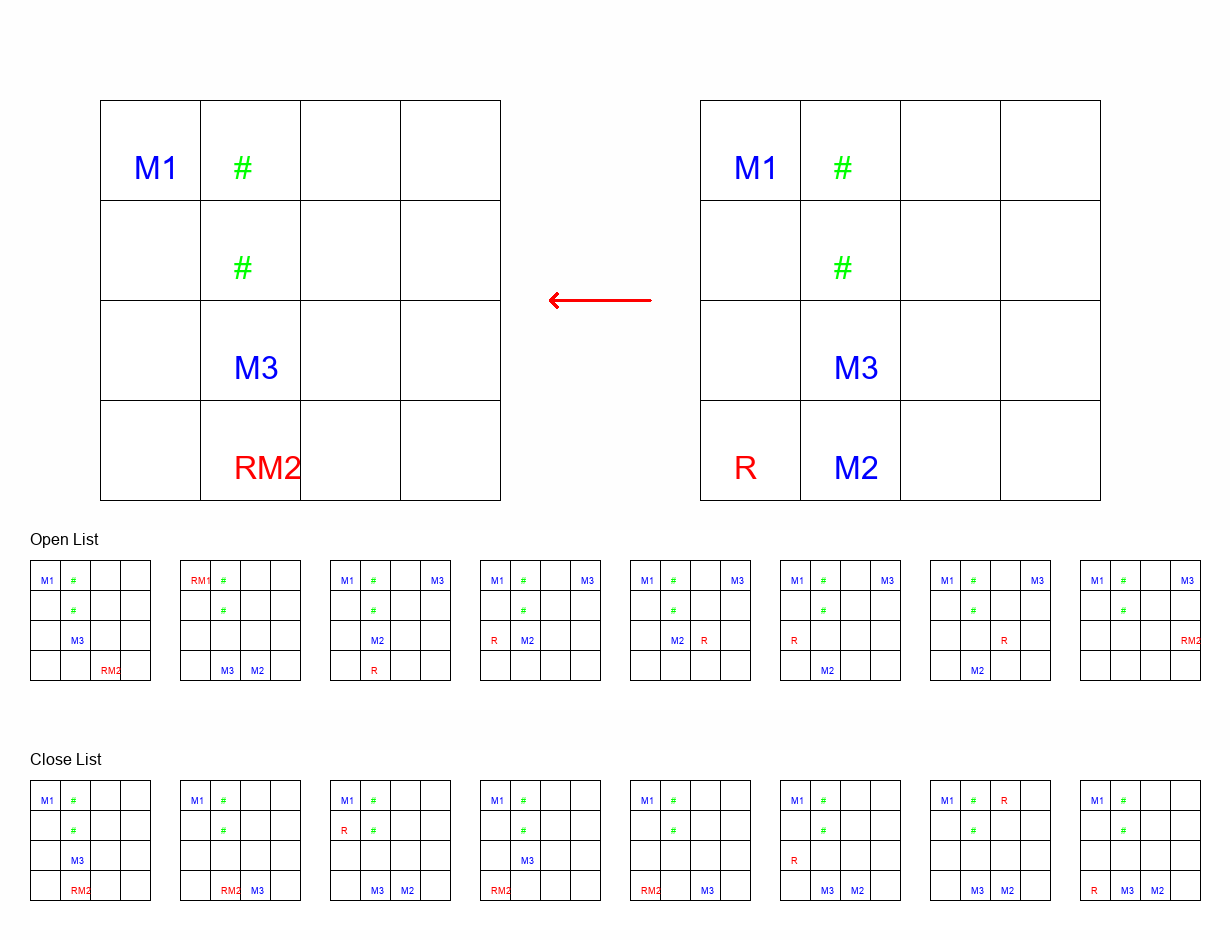 M1 # M1 #
# #
M3 M3
RM2 R M2
Open List
M1 # RM1 # M1 # M3 M1 # M3 M1 # M3 M1 # M3 M1 # M3 M1 # M3
# # # # # # # #
M3 M2 R M2 M2 R R R RM2
RM2 M3 M2 R M2 M2
Close List
M1 # M1 # M1 # M1 # M1 # M1 # M1 # R M1 #
# # R # # # # # #
M3 M3 R
RM2 RM2 M3 M3 M2 RM2 RM2 M3 M3 M2 M3 M2 R M3 M2